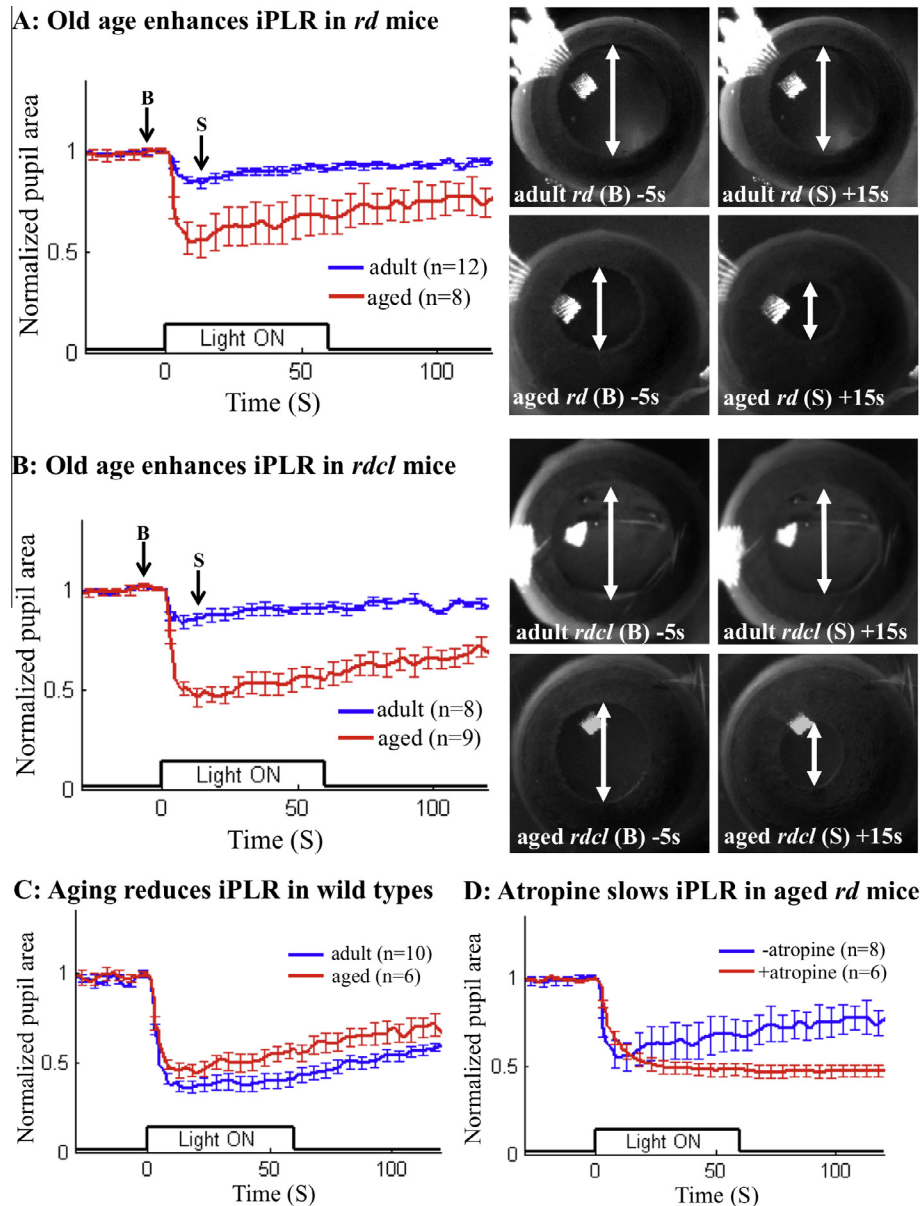 A: Old age enhances iPLR in rd mice
B
S
Normalized pupil area
1
0.5
0
adult (n=12)
aged (n=8)
Light ON
0
50
100
Time (S)
adult rd (B) -5s
adult rd (S) +15s
aged rd (B) -5s
aged rd (S) +15s
B: Old age enhances iPLR in rdcl mice
B
S
Normalized pupil area
1
0.5
0
adult (n=8)
aged (n=9)
Light ON
0
50
100
Time (S)
adult rdcl (B) -5s
adult rdcl (S) +15s
aged rdcl (B) -5s
aged rdcl (S) +15s
C: Aging reduces iPLR in wild types
Normalized pupil area
1
0.5
0
adult (n=10)
aged (n=6)
Light ON
0
50
100
Time (S)
D: Atropine slows iPLR in aged rd mice
Normalized pupil area
1
0.5
0
-atropine (n=8)
+atropine (n=6)
Light ON
0
50
100
Time (S)